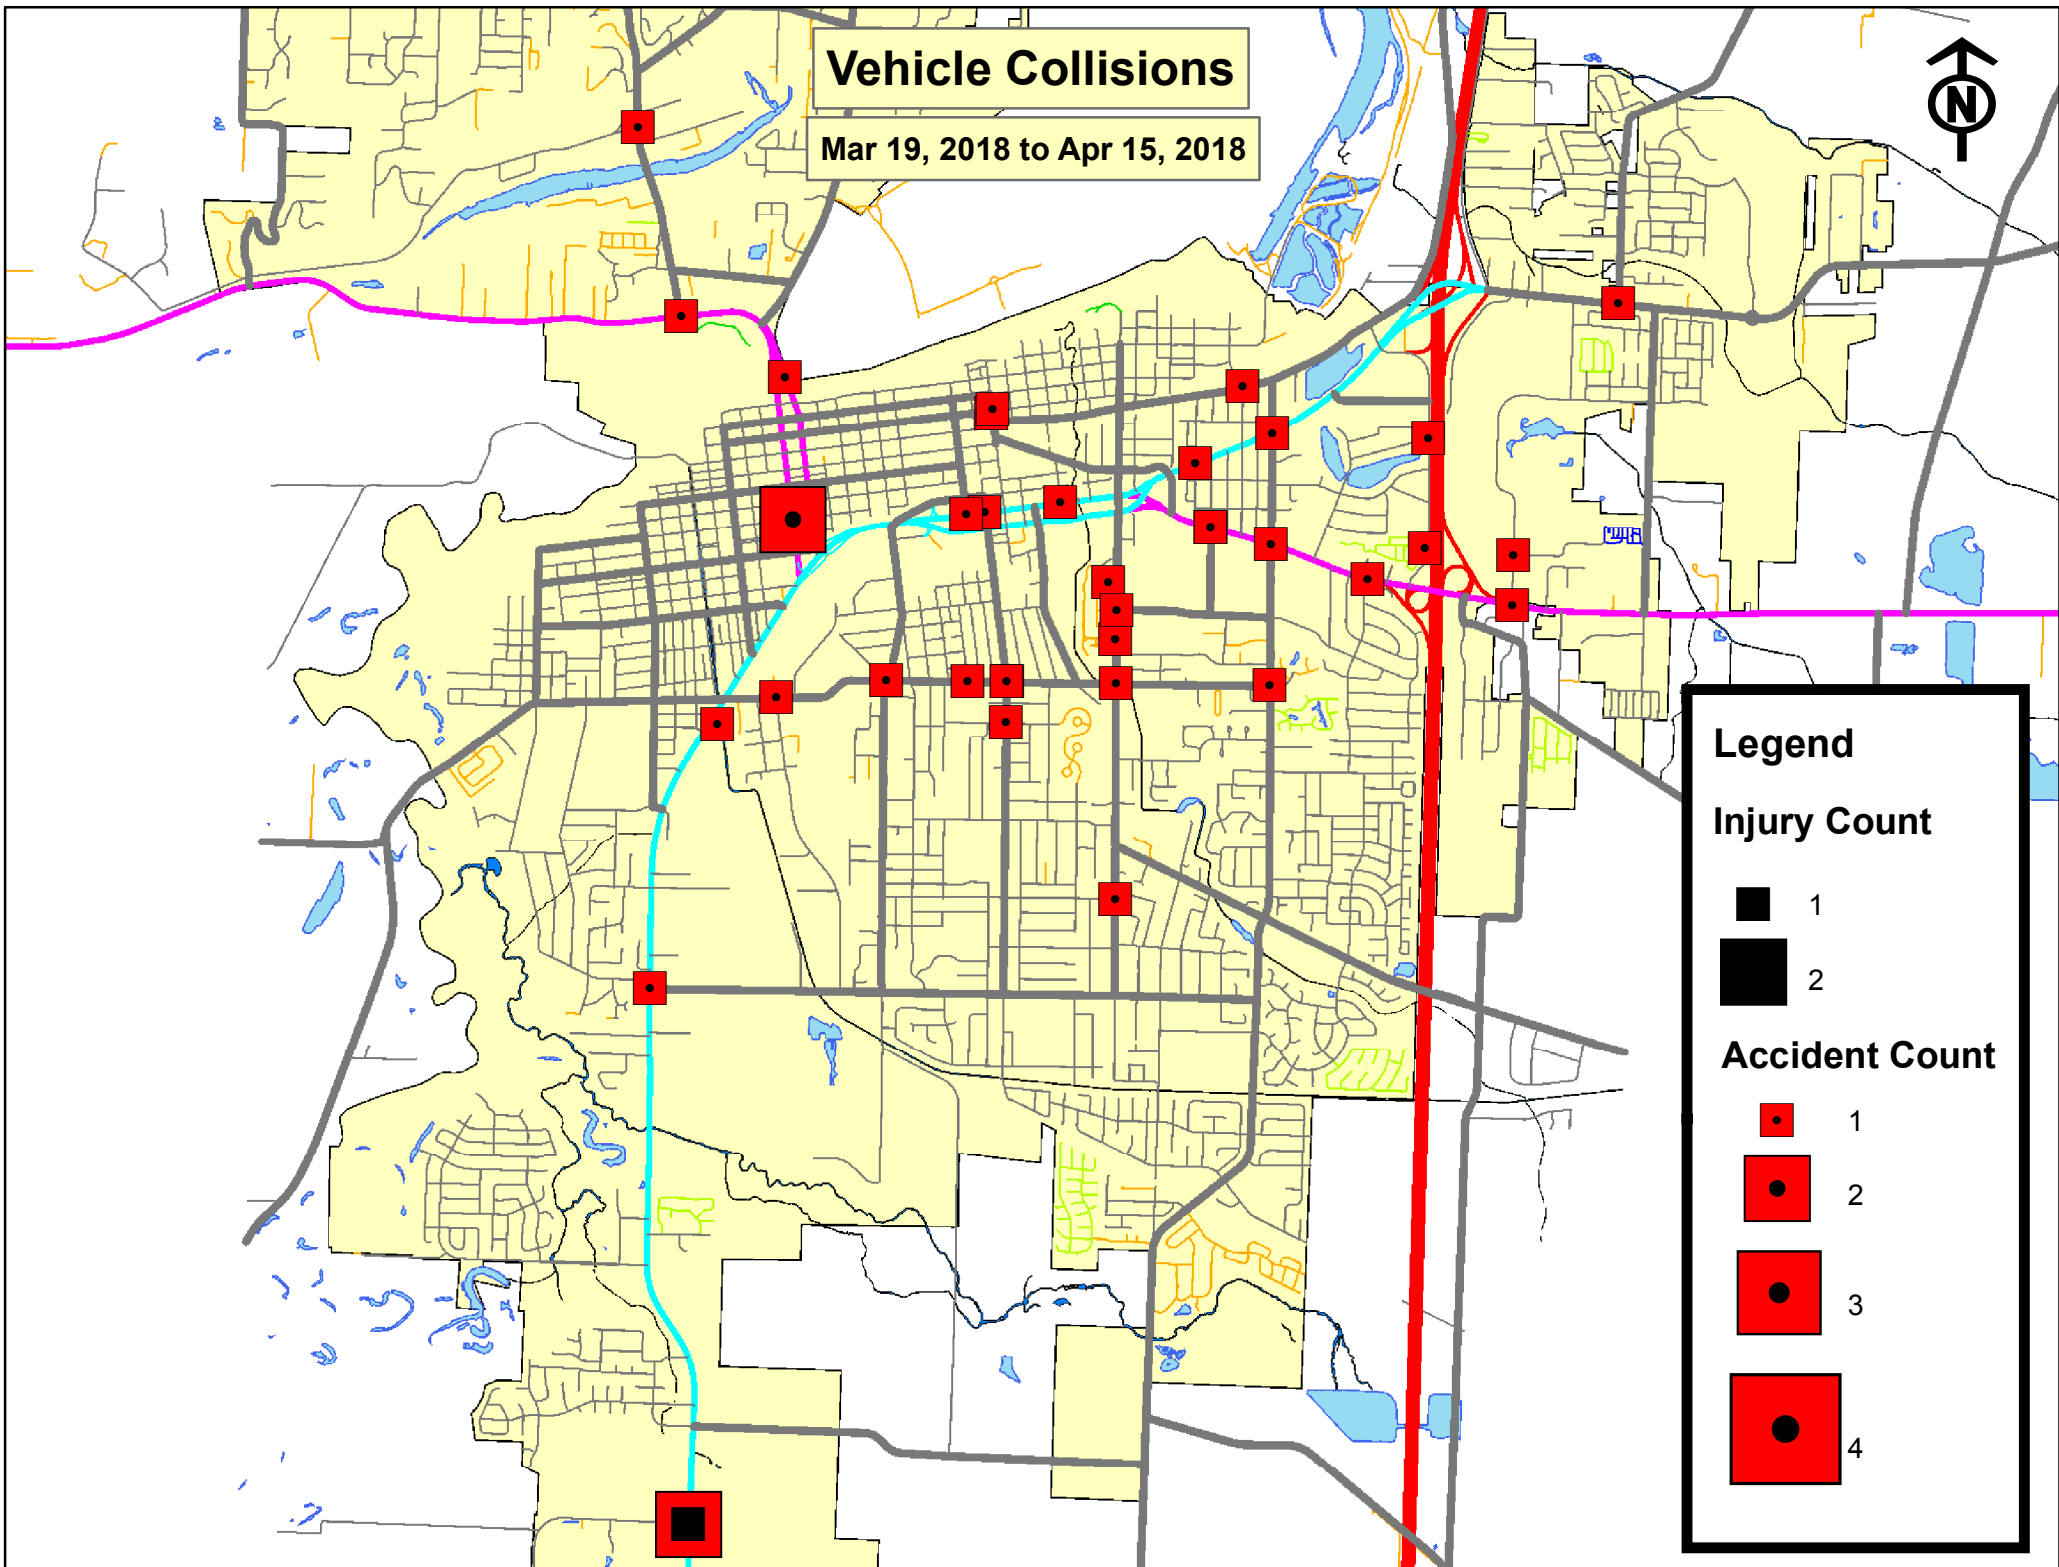 Vehicle Collisions
Mar 19, 2018 to Apr 15, 2018
N
Legend
Injury Count
1
2
Accident Count
1
2
3
4